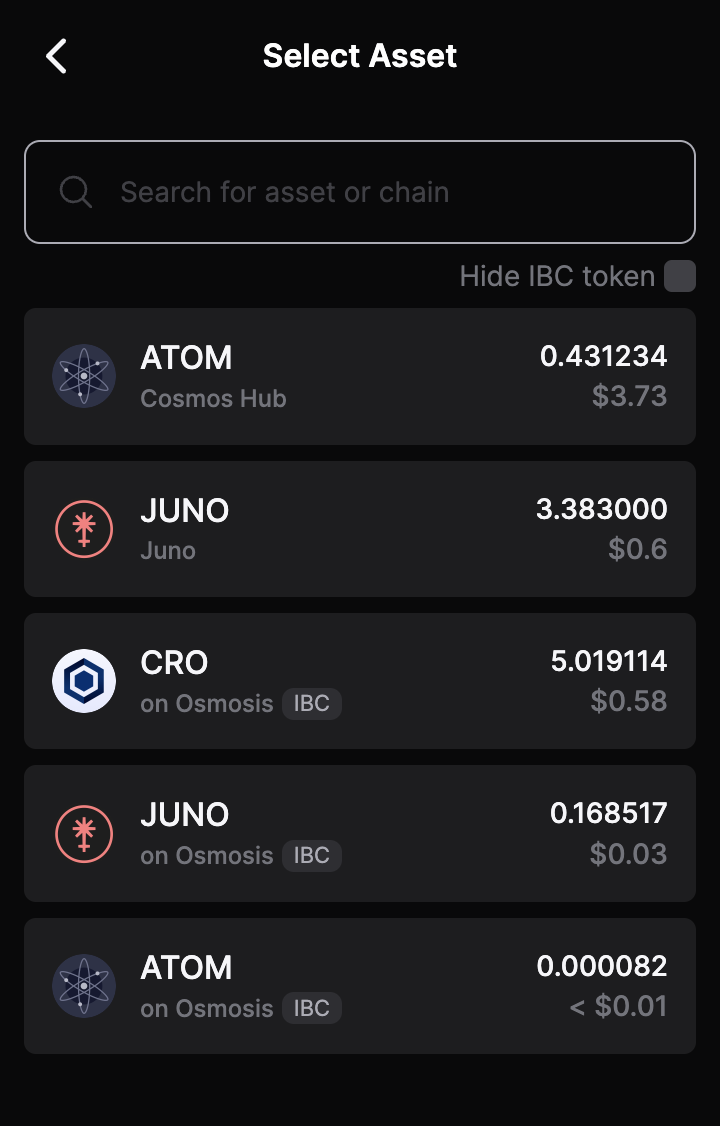 Select Asset
Search for asset or chain
Hide IBC token
ATOM 0.431234
Cosmos Hub $3.73
JUNO 3.383000
Juno $0.6
CRO 5.019114
on Osmosis IBC $0.58
JUNO 0.168517
on Osmosis IBC $0.03
ATOM 0.000082
on Osmosis IBC < $0.01